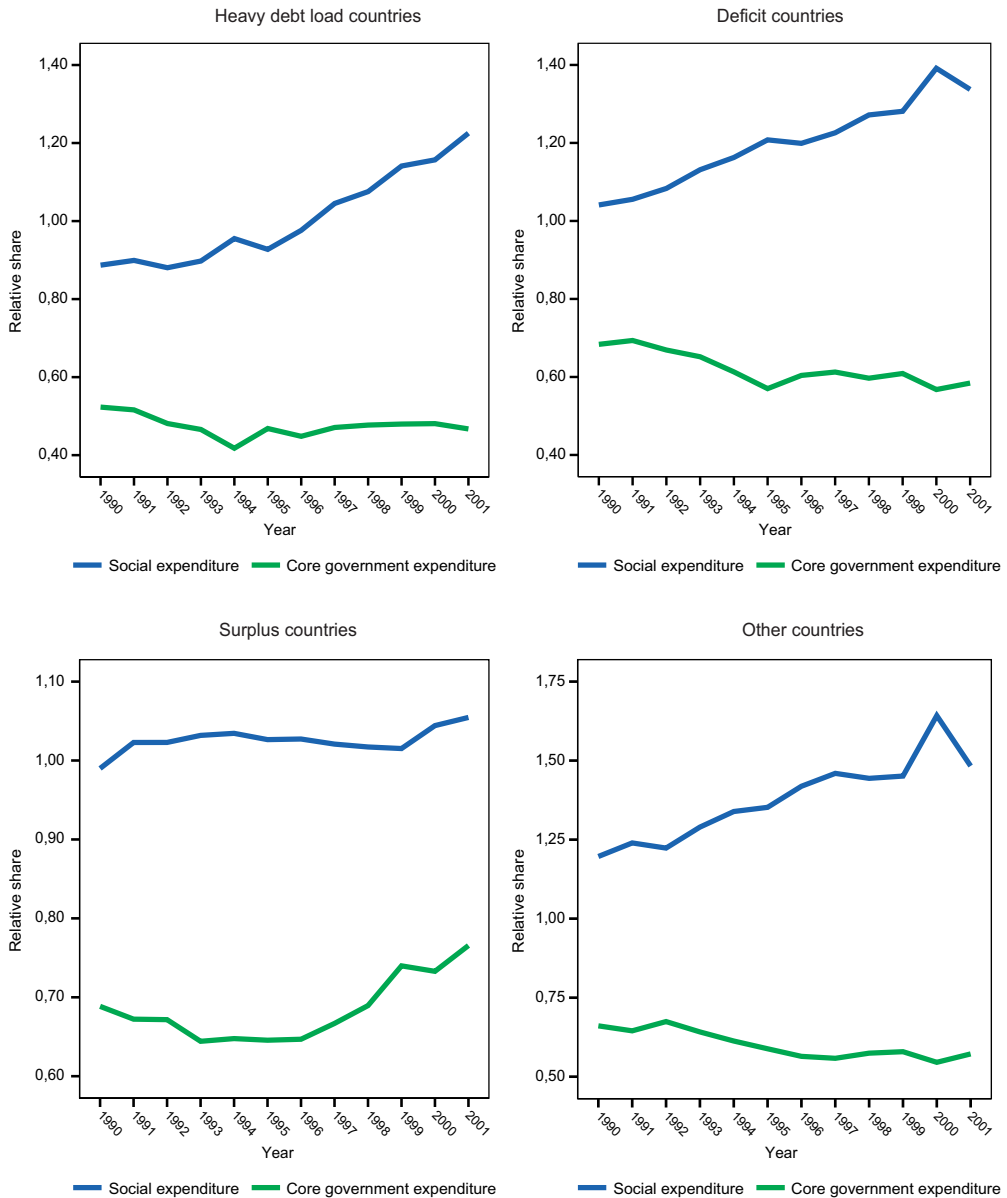 Heavy debt load countries
1,40
1,20
1,00
0,80
0,60
0,40
Relative share
1990 1991 1992 1993 1994 1995 1996 1997 1998 1999 2000 2001
Year
Social expenditure Core government expenditure
Deficit countries
1,40
1,20
1,00
0,80
0,60
0,40
Relative share
1990 1991 1992 1993 1994 1995 1996 1997 1998 1999 2000 2001
Year
Social expenditure Core government expenditure
Surplus countries
1,10
1,00
0,90
0,80
0,70
0,60
Relative share
1990 1991 1992 1993 1994 1995 1996 1997 1998 1999 2000 2001
Year
Social expenditure Core government expenditure
Other countries
1,75
1,50
1,25
1,00
0,75
0,50
Relative share
1990 1991 1992 1993 1994 1995 1996 1997 1998 1999 2000 2001
Year
Social expenditure Core government expenditure